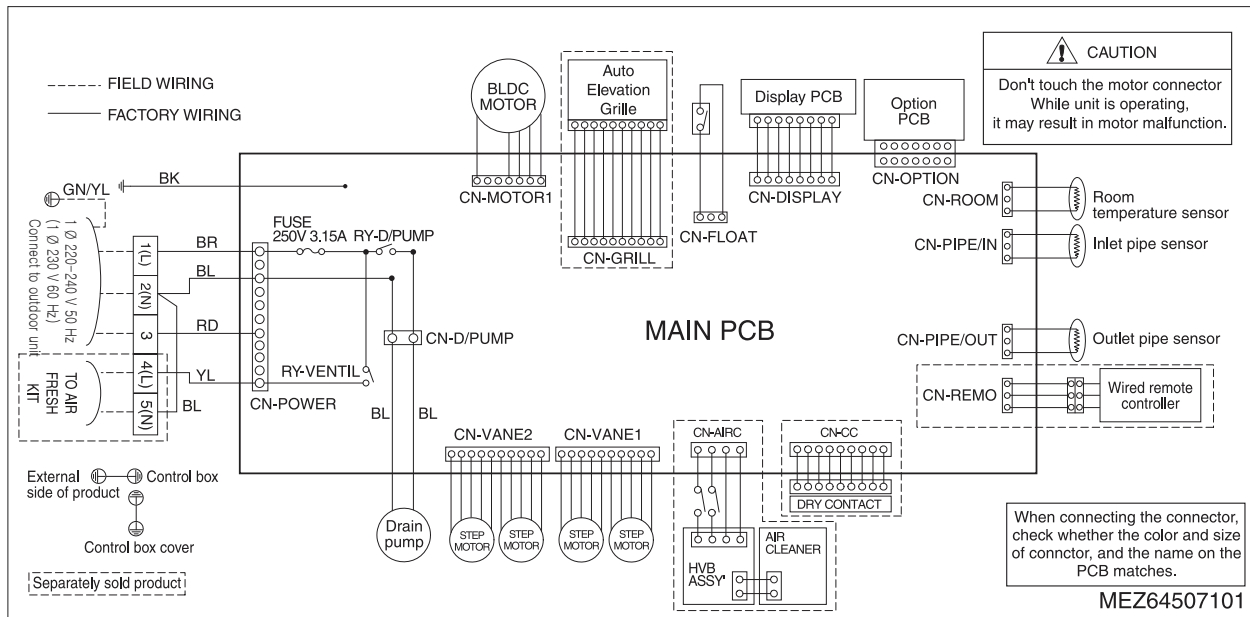 FIELD WIRING
FACTORY WIRING
BLDC
MOTOR
CN-MOTOR1
Auto
Elevation
Grille
CN-GRILL
CN-FLOAT
Display PCB
CN-DISPLAY
Option
PCB
CN-OPTION
CAUTION
Don't touch the motor connector
While unit is operating,
it may result in motor malfunction.
GN/YL
BK
1 Ø 220-240 V 50 Hz
(1 Ø 230 V 60 Hz)
Connect to outdoor unit
1(L)
2(N)
3
4(L)
5(N)
TO AIR
FRESH
KIT
BR
BL
RD
YL
BL
FUSE
250V 3.15A
RY-D/PUMP
CN-D/PUMP
RY-VENTIL
CN-POWER
BL
BL
MAIN PCB
CN-ROOM
Room
temperature sensor
CN-PIPE/IN
Inlet pipe sensor
CN-PIPE/OUT
Outlet pipe sensor
CN-REMO
Wired remote
controller
CN-VANE2
CN-VANE1
CN-AIRC
CN-CC
DRY CONTACT
Drain
pump
STEP
MOTOR
STEP
MOTOR
STEP
MOTOR
STEP
MOTOR
HVB
ASSY'
AIR
CLEANER
External
side of product
Control box
Control box cover
Separately sold product
When connecting the connector,
check whether the color and size
of connctor, and the name on the
PCB matches.
MEZ64507101